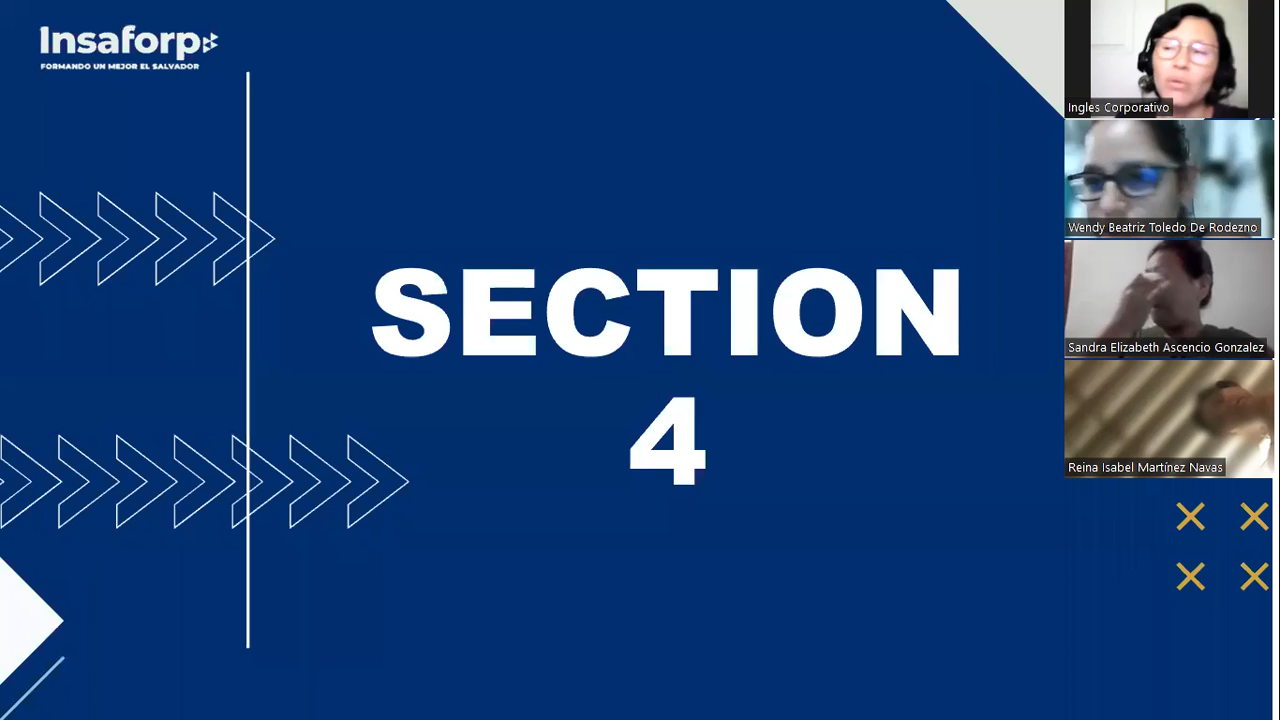 Insaforp
FORMANDO UN MEJOR EL SALVADOR
SECTION
4
Ingles Corporativo
Wendy Beatriz Toledo De Rodezno
Sandra Elizabeth Ascencio Gonzalez
Reina Isabel Martínez Navas